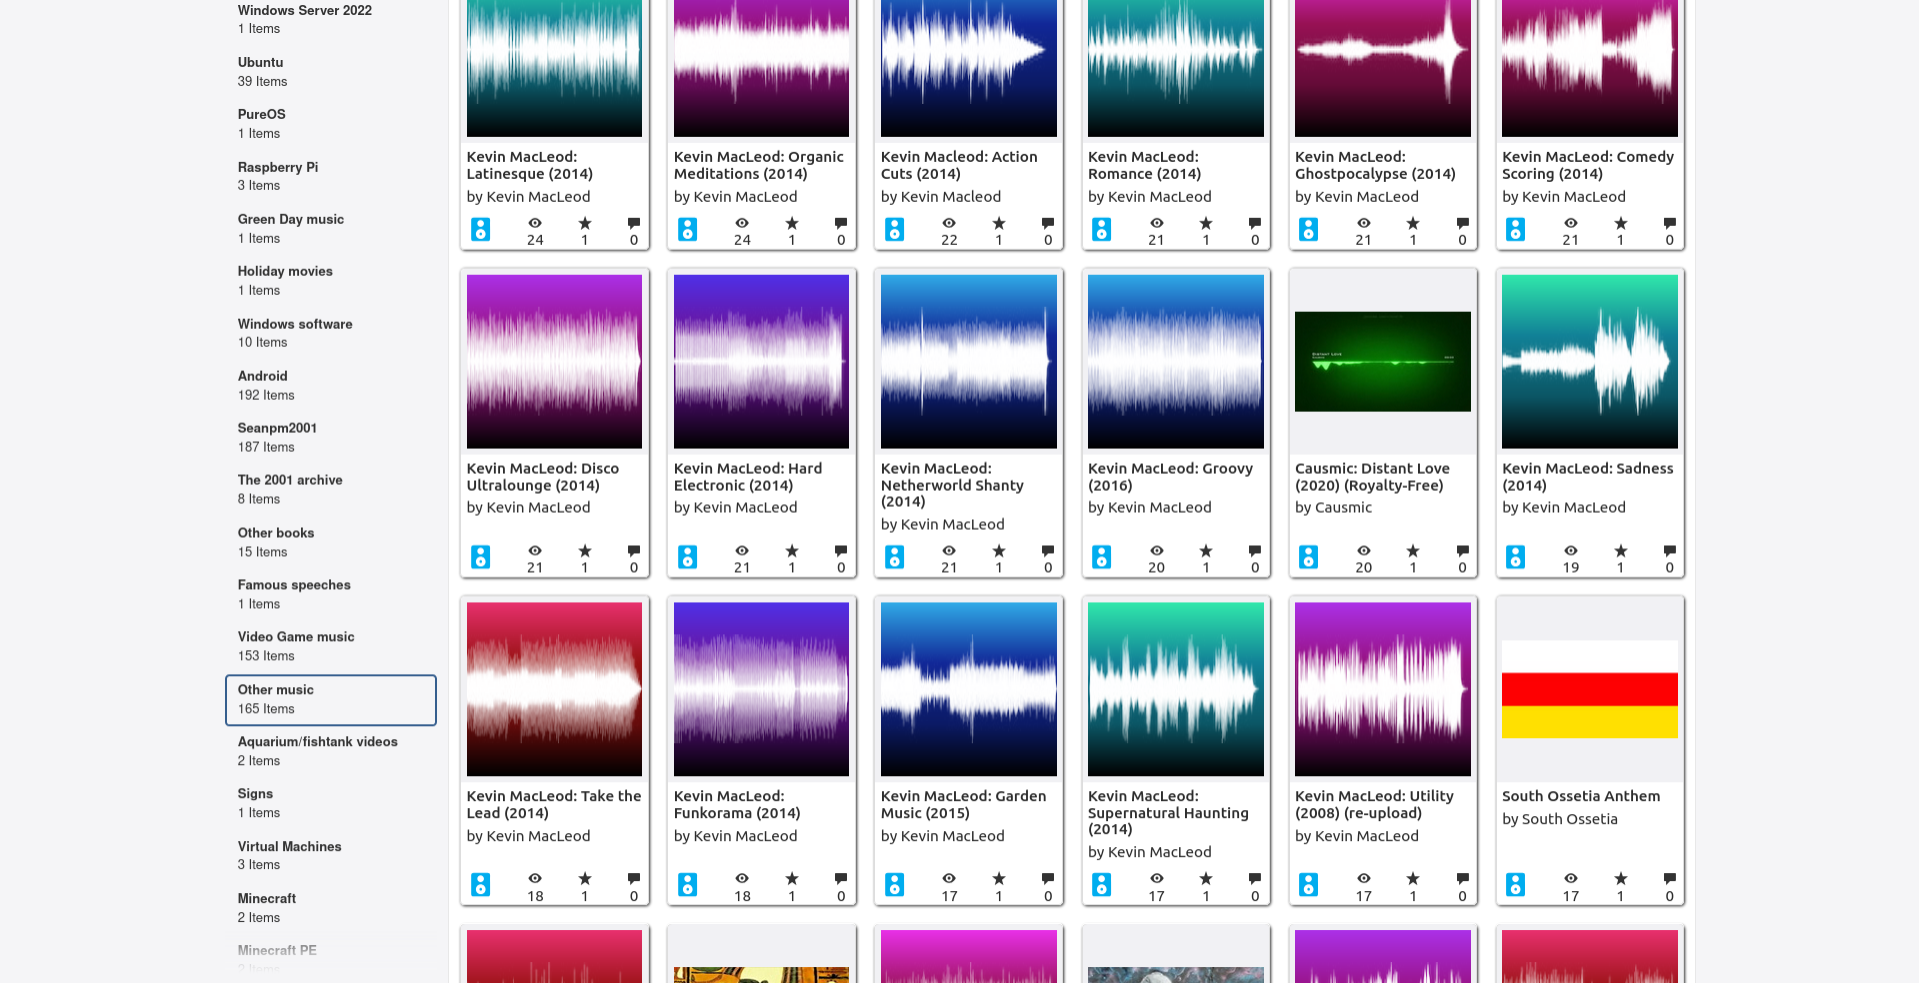 Windows Server 2022
1 Items
Ubuntu
39 Items
PureOS
1 Items
Raspberry Pi
3 Items
Green Day music
1 Items
Holiday movies
1 Items
Windows software
10 Items
Android
192 Items
Seanpm2001
187 Items
The 2001 archive
8 Items
Other books
15 Items
Famous speeches
1 Items
Video Game music
153 Items
Other music
165 Items
Aquarium/fishtank videos
2 Items
Signs
1 Items
Virtual Machines
3 Items
Minecraft
2 Items
Minecraft PE
Kevin MacLeod:
Latinesque (2014)
by Kevin MacLeod
24 1 0
Kevin MacLeod: Organic
Meditations (2014)
by Kevin MacLeod
24 1 0
Kevin Macleod: Action
Cuts (2014)
by Kevin Macleod
22 1 0
Kevin MacLeod:
Romance (2014)
by Kevin MacLeod
21 1 0
Kevin MacLeod:
Ghostpocalypse (2014)
by Kevin MacLeod
21 1 0
Kevin MacLeod: Comedy
Scoring (2014)
by Kevin MacLeod
21 1 0
Kevin MacLeod: Disco
Ultralounge (2014)
by Kevin MacLeod
21 1 0
Kevin MacLeod: Hard
Electronic (2014)
by Kevin MacLeod
21 1 0
Kevin MacLeod:
Netherworld Shanty
(2014)
by Kevin MacLeod
21 1 0
Kevin MacLeod: Groovy
(2016)
by Kevin MacLeod
20 1 0
DISTANT LOVE
Causmic: Distant Love
(2020) (Royalty-Free)
by Causmic
20 1 0
Kevin MacLeod: Sadness
(2014)
by Kevin MacLeod
19 1 0
Kevin MacLeod: Take the
Lead (2014)
by Kevin MacLeod
18 1 0
Kevin MacLeod:
Funkorama (2014)
by Kevin MacLeod
18 1 0
Kevin MacLeod: Garden
Music (2015)
by Kevin MacLeod
17 1 0
Kevin MacLeod:
Supernatural Haunting
(2014)
by Kevin MacLeod
17 1 0
Kevin MacLeod: Utility
(2008) (re-upload)
by Kevin MacLeod
17 1 0
South Ossetia Anthem
by South Ossetia
17 1 0